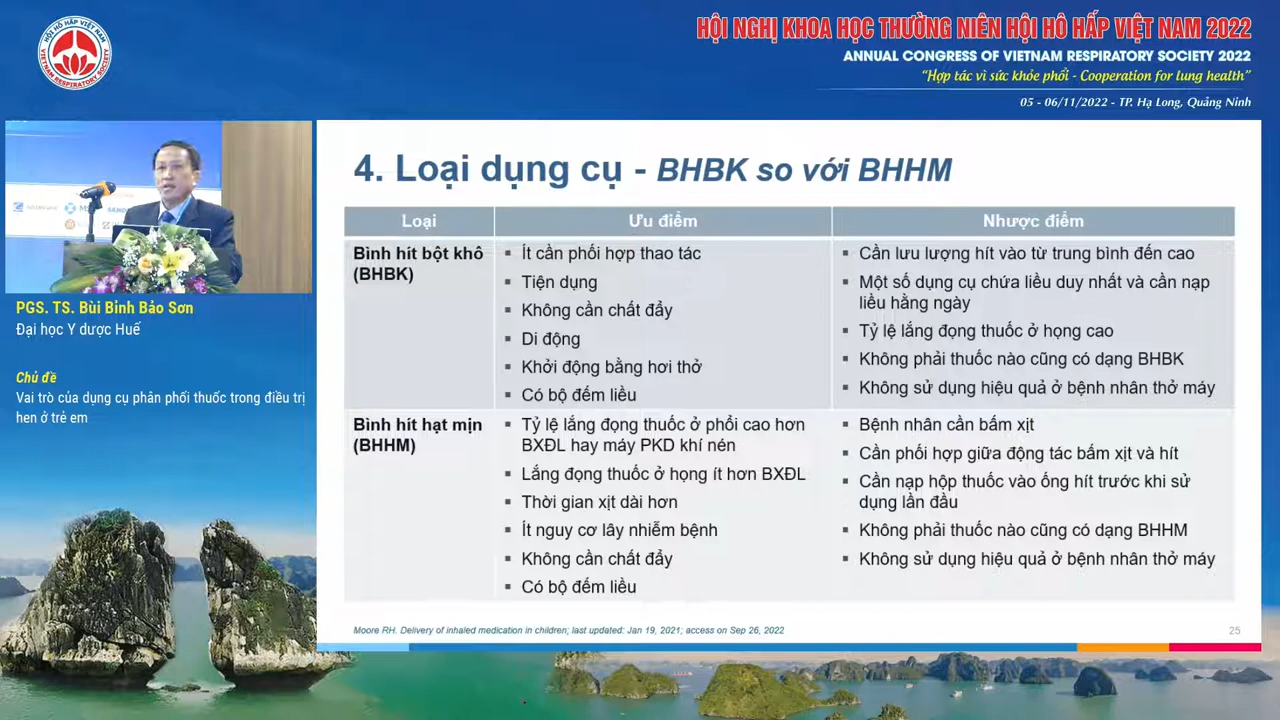 HỘI HÔ HẤP VIỆT NAM
VIETNAM RESPIRATORY SOCIETY
HỘI NGHỊ KHOA HỌC THƯỜNG NIÊN HỘI HÔ HẤP VIỆT NAM 2022
ANNUAL CONGRESS OF VIETNAM RESPIRATORY SOCIETY 2022
“Hợp tác vì sức khỏe phổi - Cooperation for lung health”
05 - 06/11/2022 - TP. Hạ Long, Quảng Ninh
PGS. TS. Bùi Bỉnh Bảo Sơn
Đại học Y dược Huế
Chủ đề
Vai trò của dụng cụ phân phối thuốc trong điều trị
hen ở trẻ em
4. Loại dụng cụ - BHBK so với BHHM
Loại
Ưu điểm
Nhược điểm
Bình hít bột khô
(BHBK)
▪ Ít cần phối hợp thao tác
▪ Tiện dụng
▪ Không cần chất đẩy
▪ Di động
▪ Khởi động bằng hơi thở
▪ Có bộ đếm liều
▪ Cần lưu lượng hít vào từ trung bình đến cao
▪ Một số dụng cụ chứa liều duy nhất và cần nạp
liều hằng ngày
▪ Tỷ lệ lắng đọng thuốc ở họng cao
▪ Không phải thuốc nào cũng có dạng BHBK
▪ Không sử dụng hiệu quả ở bệnh nhân thở máy
Bình hít hạt mịn
(BHHM)
▪ Tỷ lệ lắng đọng thuốc ở phổi cao hơn
BXĐL hay máy PKD khí nén
▪ Lắng đọng thuốc ở họng ít hơn BXĐL
▪ Thời gian xịt dài hơn
▪ Ít nguy cơ lây nhiễm bệnh
▪ Không cần chất đẩy
▪ Có bộ đếm liều
▪ Bệnh nhân cần bấm xịt
▪ Cần phối hợp giữa động tác bấm xịt và hít
▪ Cần nạp hộp thuốc vào ống hít trước khi sử
dụng lần đầu
▪ Không phải thuốc nào cũng có dạng BHHM
▪ Không sử dụng hiệu quả ở bệnh nhân thở máy
Moore RH. Delivery of inhaled medication in children; last updated: Jan 19, 2021; access on Sep 26, 2022
25